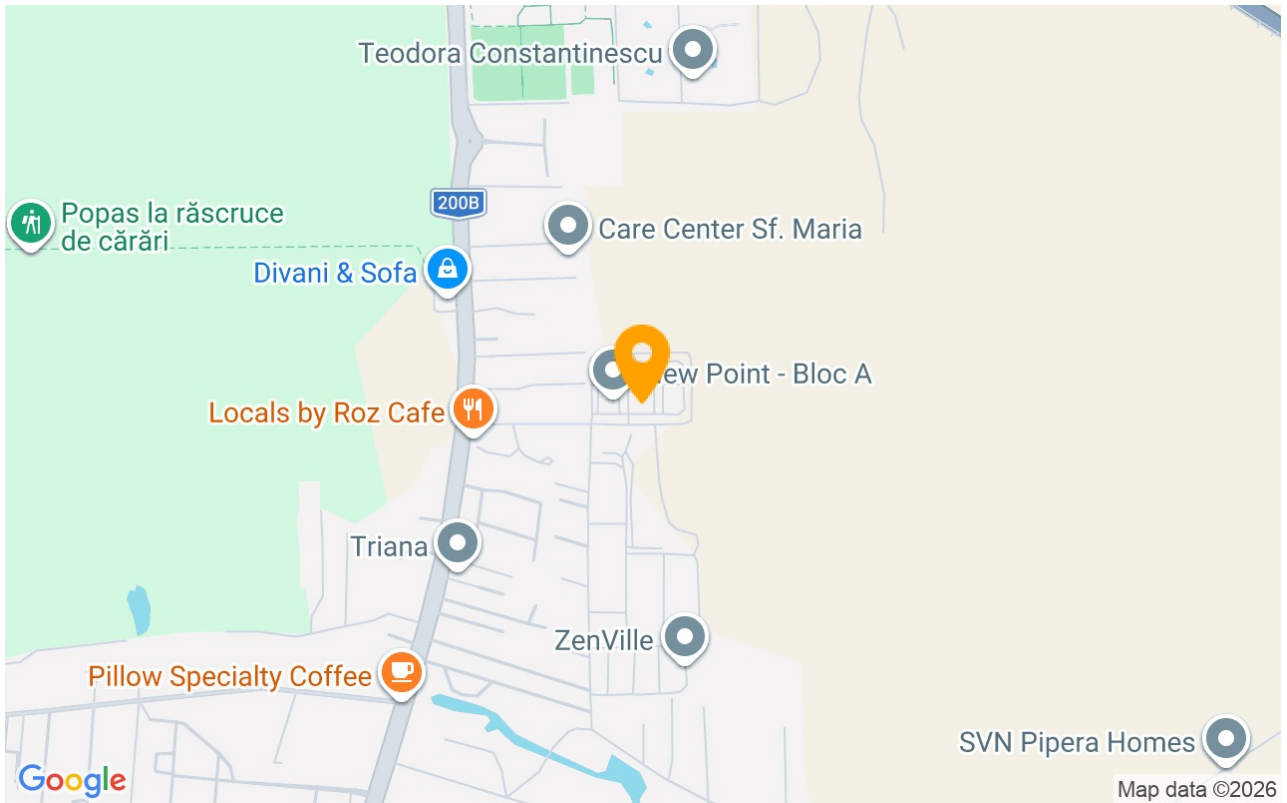 Teodora Constantinescu
200B
Popas la răscruce
de cărări
Care Center Sf. Maria
Divani & Sofa
Point - Bloc A
Locals by Roz Cafe
Triana
ZenVille
Pillow Specialty Coffee
SVN Pipera Homes
Google
Map data ©2026